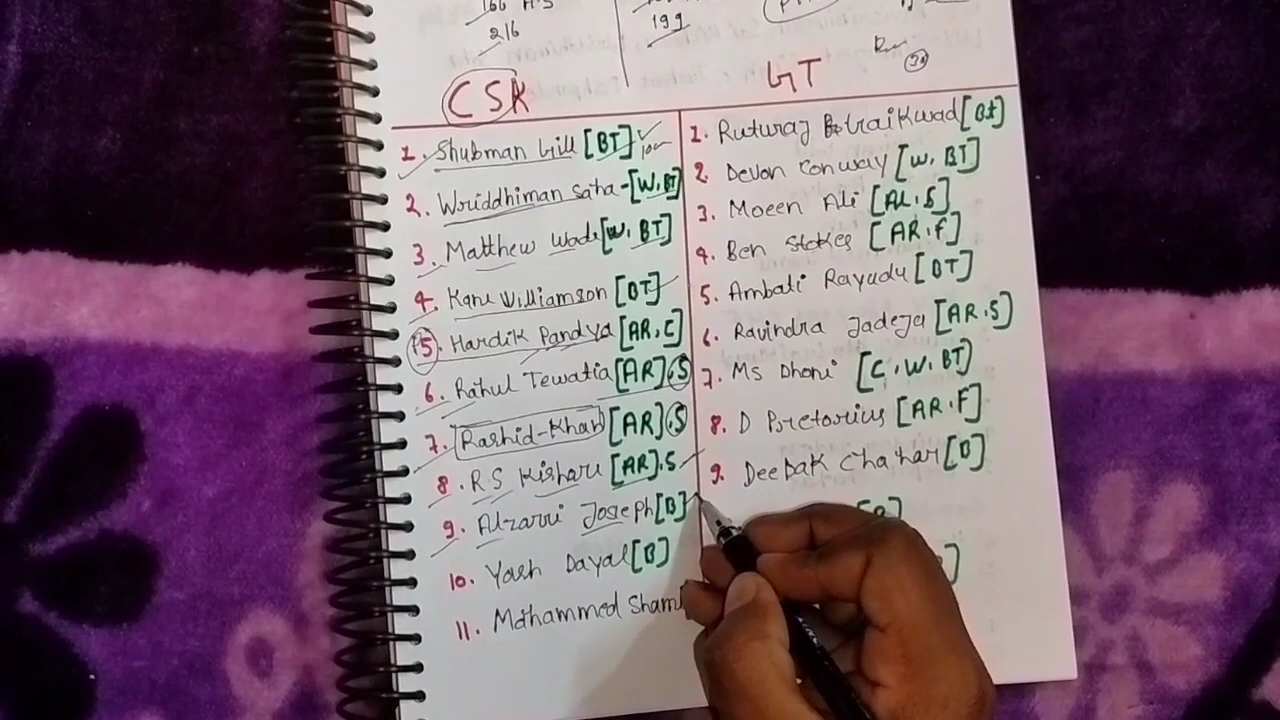 216
199
CSK
GT
1. Shubman Gill [BT]
2. Wriddhiman Saha - [W.BT]
3. Matthew Wade [W, BT]
4. Kane Williamson [BT]
5. Hardik Pandya [AR, C]
6. Rahul Tewatia [AR].S
7. Rashid-Khan [AR].S
8. R.S Kishore [AR].S
9. Alzarri Joseph [B]
10. Yash Dayal [B]
11. Mohammed Sham
1. Ruturaj Gaikwad [Bt]
2. Devon Conway [W, BT]
3. Moeen Ali [AL.S]
4. Ben Stokes [AR.F]
5. Ambati Rayudu [BT]
6. Ravindra Jadeja [AR.S]
7. Ms Dhoni [C.W.BT]
8. D Pretorius [AR.F]
9. Deepak Chahar [B]